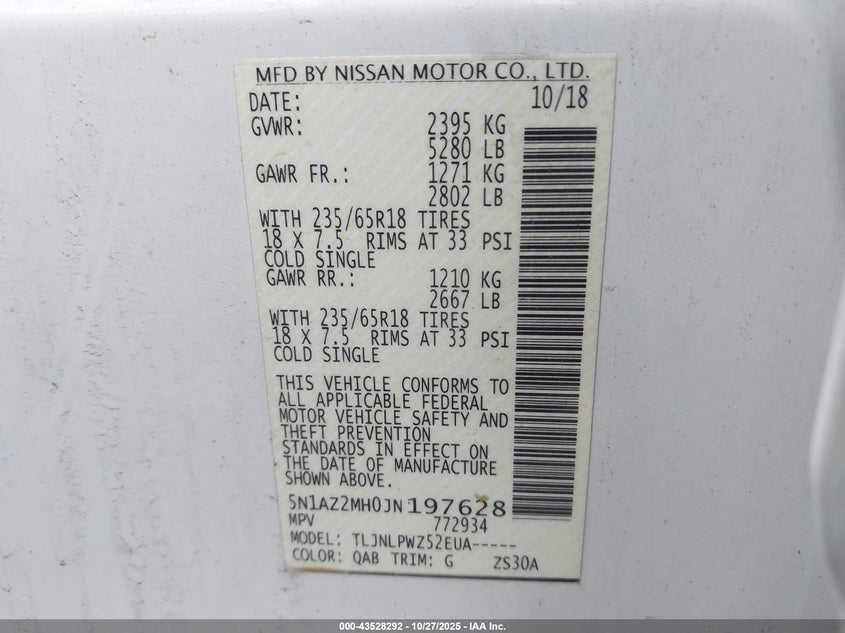 MFD BY NISSAN MOTOR CO., LTD.
DATE: 10/18
GVWR: 2395 KG
5280 LB
GAWR FR.: 1271 KG
2802 LB
WITH 235/65R18 TIRES
18 X 7.5 RIMS AT 33 PSI
COLD SINGLE
GAWR RR.: 1210 KG
2667 LB
WITH 235/65R18 TIRES
18 X 7.5 RIMS AT 33 PSI
COLD SINGLE
THIS VEHICLE CONFORMS TO
ALL APPLICABLE FEDERAL
MOTOR VEHICLE SAFETY AND
THEFT PREVENTION
STANDARDS IN EFFECT ON
THE DATE OF MANUFACTURE
SHOWN ABOVE.
5N1AZ2MH0JN197628
MPV 772934
MODEL: TLJNLPWZ52EUA-----
COLOR: QAB TRIM: G ZS30A
000-43528292 - 10/27/2025 - IAA Inc.